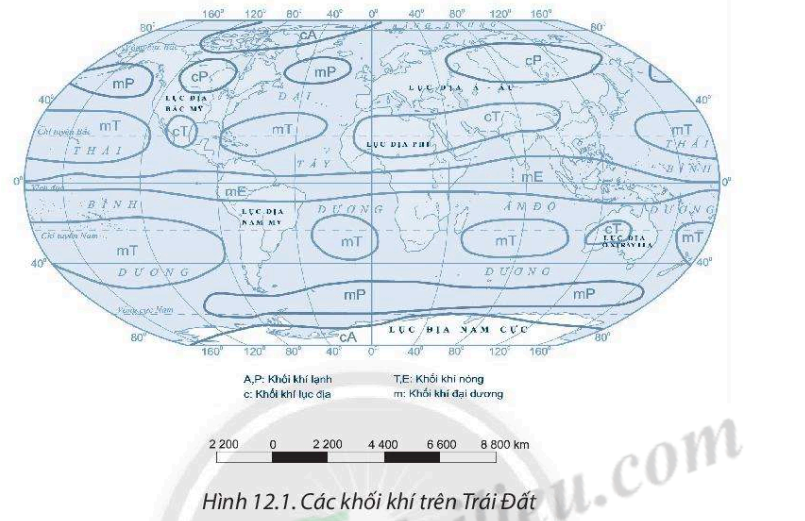 160° 120° 80° 40° 0° 40° 80° 120° 160°
80° 80°
cA
mP cP mP cP
LỤC ĐỊA
BẮC MỸ
LỤC ĐỊA Á ÂU
ĐẠI
40° 40°
mT cT mT cT mT
Chí tuyến Bắc
LỤC ĐỊA PHI
THÁI THÁI
TÂY
BÌNH
0° mE mE 0°
BÌNH DƯƠNG ẤN ĐỘ DƯƠNG
LỤC ĐỊA
NAM MỸ
Chí tuyến Nam
cT
LỤC ĐỊA
mT mT mT mT
40° 40°
DƯƠNG DƯƠNG
mP mP
Vòng cực Nam
LỤC ĐỊA NAM CỰC
80° cA 80°
160° 120° 80° 40° 0° 40° 80° 120° 160°
A,P: Khối khí lạnh T,E: Khối khí nóng
c: Khối khí lục địa m: Khối khí đại dương
2 200 0 2 200 4 400 6 600 8 800 km
Hình 12.1. Các khối khí trên Trái Đất